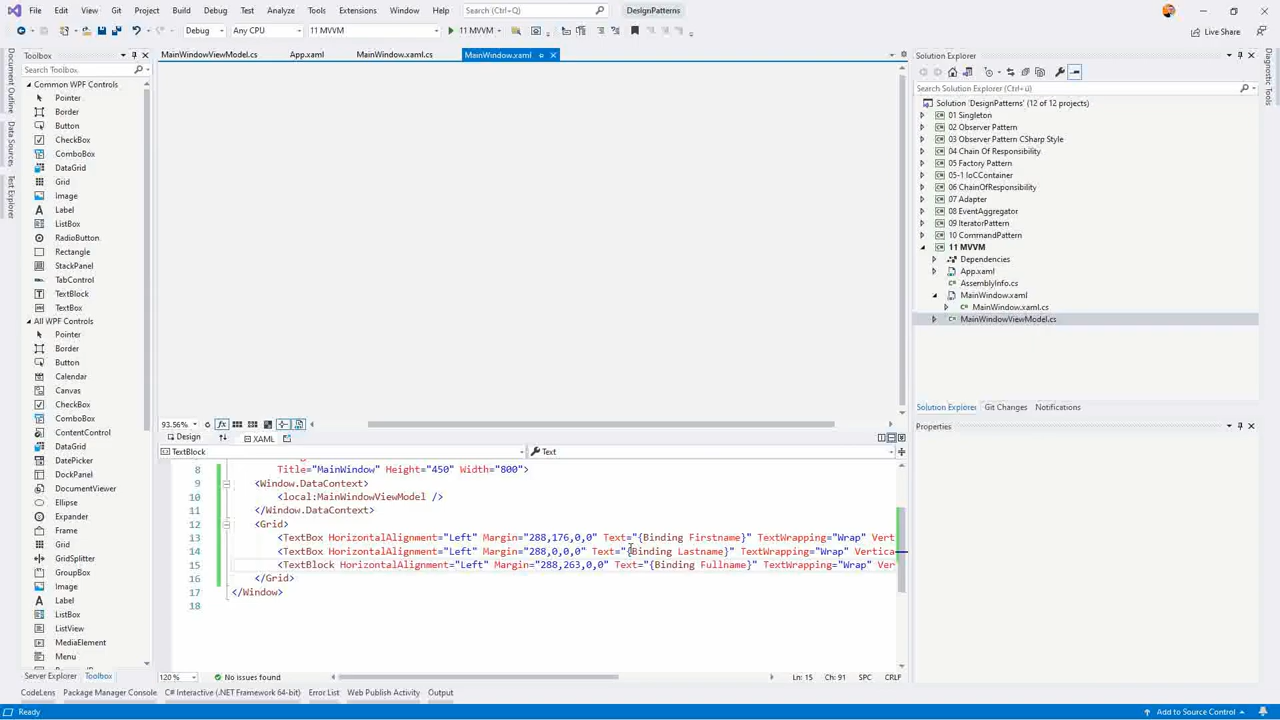 File Edit View Git Project Build Debug Test Analyze Tools Extensions Window Help Search (Ctrl+Q) DesignPatterns
Debug Any CPU 11 MVVM 11 MVVM Live Share
Document Outline
Data Sources
Test Explorer
Toolbox
Search Toolbox
Common WPF Controls
Pointer
Border
Button
CheckBox
ComboBox
DataGrid
Grid
Image
Label
ListBox
RadioButton
Rectangle
StackPanel
TabControl
TextBlock
TextBox
All WPF Controls
Pointer
Border
Button
Calendar
Canvas
CheckBox
ComboBox
ContentControl
DataGrid
DatePicker
DockPanel
DocumentViewer
Ellipse
Expander
Frame
Grid
GridSplitter
GroupBox
Image
Label
ListBox
ListView
MediaElement
Menu
Server Explorer Toolbox
MainWindowViewModel.cs App.xaml MainWindow.xaml.cs MainWindow.xaml
93.56%
Design XAML
TextBlock Text
8 Title="MainWindow" Height="450" Width="800">
9 <Window.DataContext>
10 <local:MainWindowViewModel />
11 </Window.DataContext>
12 <Grid>
13 <TextBox HorizontalAlignment="Left" Margin="288,176,0,0" Text="{Binding Firstname}" TextWrapping="Wrap" Vert
14 <TextBox HorizontalAlignment="Left" Margin="288,0,0,0" Text="{Binding Lastname}" TextWrapping="Wrap" Vertica
15 <TextBlock HorizontalAlignment="Left" Margin="288,263,0,0" Text="{Binding Fullname}" TextWrapping="Wrap" Ver
16 </Grid>
17 </Window>
18
120 % No issues found Ln: 15 Ch: 91 SPC CRLF
Solution Explorer
Search Solution Explorer (Ctrl+ü)
Solution 'DesignPatterns' (12 of 12 projects)
01 Singleton
02 Observer Pattern
03 Observer Pattern CSharp Style
04 Chain Of Responsibility
05 Factory Pattern
05-1 IoCContainer
06 ChainOfResponsibility
07 Adapter
08 EventAggregator
09 IteratorPattern
10 CommandPattern
11 MVVM
Dependencies
App.xaml
AssemblyInfo.cs
MainWindow.xaml
MainWindow.xaml.cs
MainWindowViewModel.cs
Solution Explorer Git Changes Notifications
Properties
Diagnostic Tools
CodeLens Package Manager Console C# Interactive (.NET Framework 64-bit) Error List Web Publish Activity Output
Ready Add to Source Control